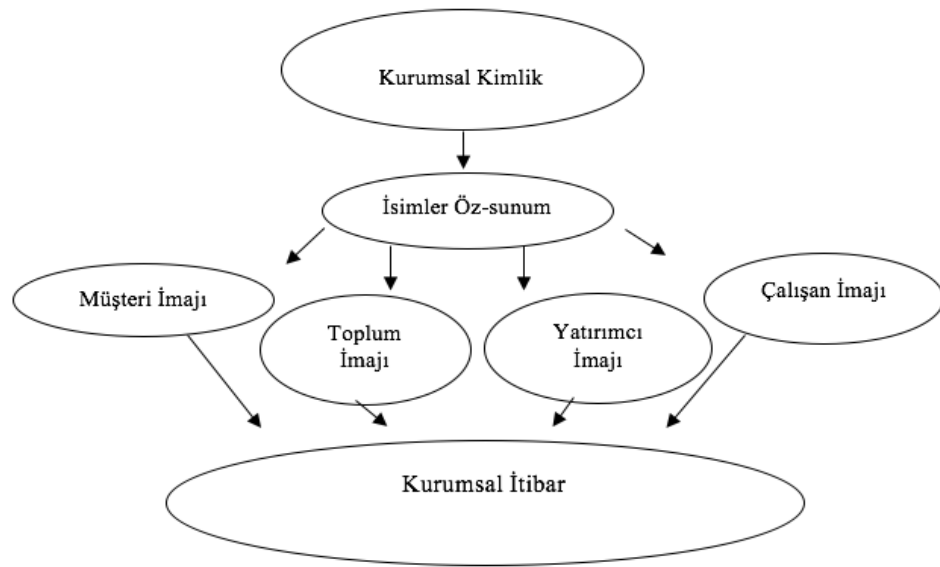 Kurumsal Kimlik
İsimler Öz-sunum
Müşteri İmajı
Toplum
İmajı
Yatırımcı
İmajı
Çalışan İmajı
Kurumsal İtibar